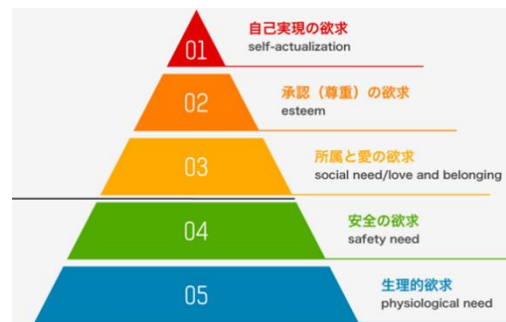 01
自己実現の欲求
self-actualization
02
承認（尊重）の欲求
esteem
03
所属と愛の欲求
social need/love and belonging
04
安全の欲求
safety need
05
生理的欲求
physiological need